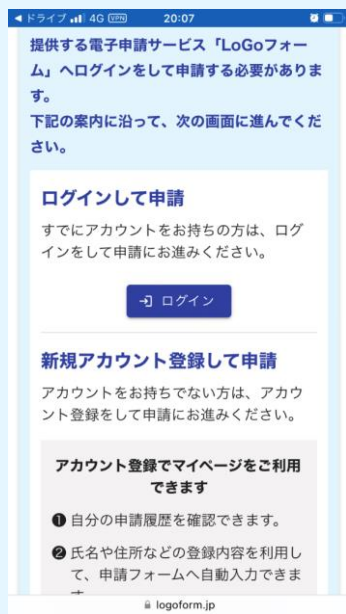 ◀ドライブ 4G VPN 20:07
提供する電子申請サービス「LoGoフォー
ム」へログインをして申請する必要がありま
す。
下記の案内に沿って、次の画面に進んでくだ
さい。
ログインして申請
すでにアカウントをお持ちの方は、ログ
インをして申請にお進みください。
ログイン
新規アカウント登録して申請
アカウントをお持ちでない方は、アカウ
ント登録をして申請にお進みください。
アカウント登録でマイページをご利用
できます
❶ 自分の申請履歴を確認できます。
❷ 氏名や住所などの登録内容を利用し
て、申請フォームへ自動入力できま
logoform.jp